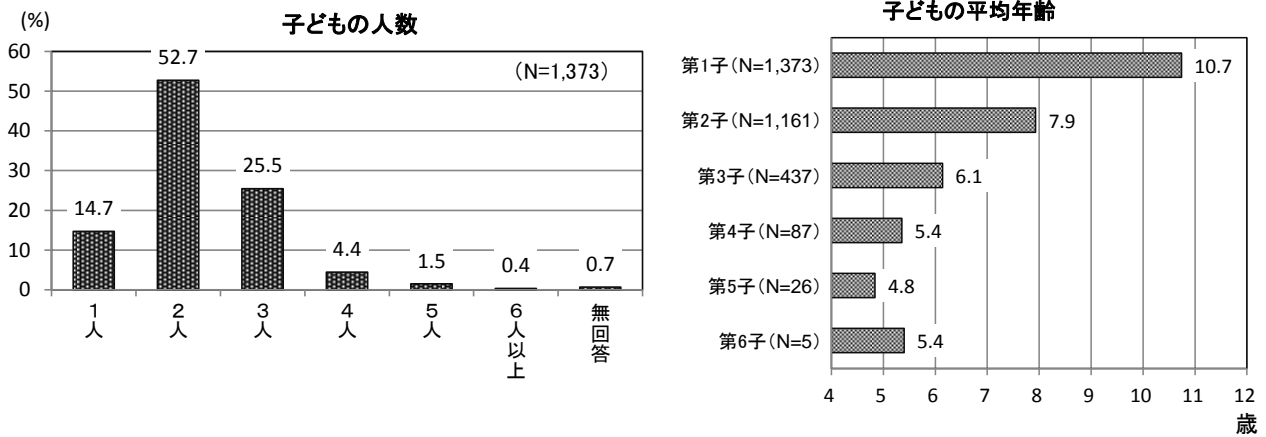 子どもの人数
(%)
(N=1,373)
60
50
40
30
20
10
0
14.7
52.7
25.5
4.4
1.5
0.4
0.7
1人
2人
3人
4人
5人
6人以上
無回答
子どもの平均年齢
第1子(N=1,373) 10.7
第2子(N=1,161) 7.9
第3子(N=437) 6.1
第4子(N=87) 5.4
第5子(N=26) 4.8
第6子(N=5) 5.4
4 5 6 7 8 9 10 11 12
歳